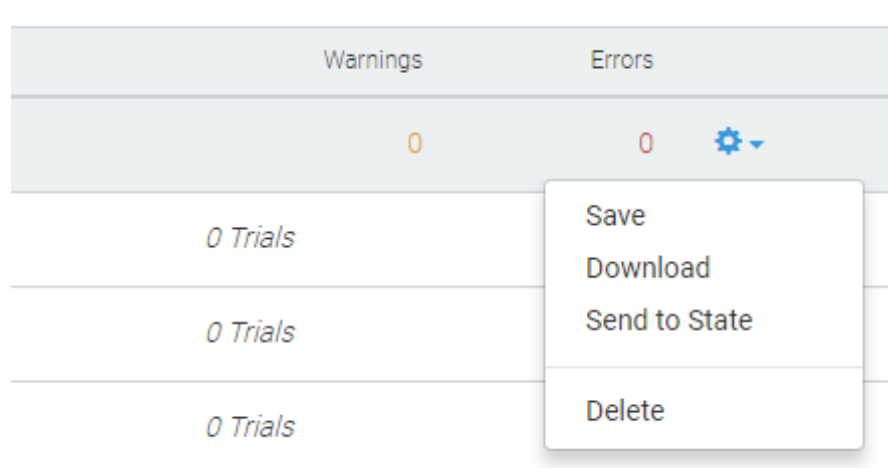 Warnings Errors
0 0
Save
0 Trials
Download
Send to State
0 Trials
Delete
0 Trials